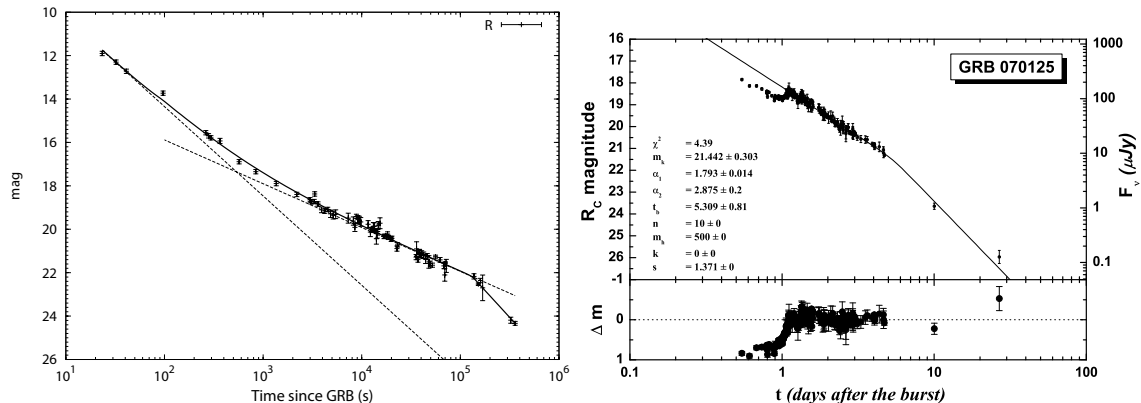 R
10
12
14
16
18
20
22
24
26
mag
10^1
10^2
10^3
10^4
10^5
10^6
Time since GRB (s)
GRB 070125
16
17
18
19
20
21
22
23
24
25
26
R_C magnitude
1000
100
10
1
0.1
F_ν (μJy)
χ² = 4.39
m_k = 21.442 ± 0.303
α_1 = 1.793 ± 0.014
α_2 = 2.875 ± 0.2
t_b = 5.309 ± 0.81
n = 10 ± 0
m_h = 500 ± 0
k = 0 ± 0
s = 1.371 ± 0
-1
0
1
Δ m
0.1
1
10
100
t (days after the burst)